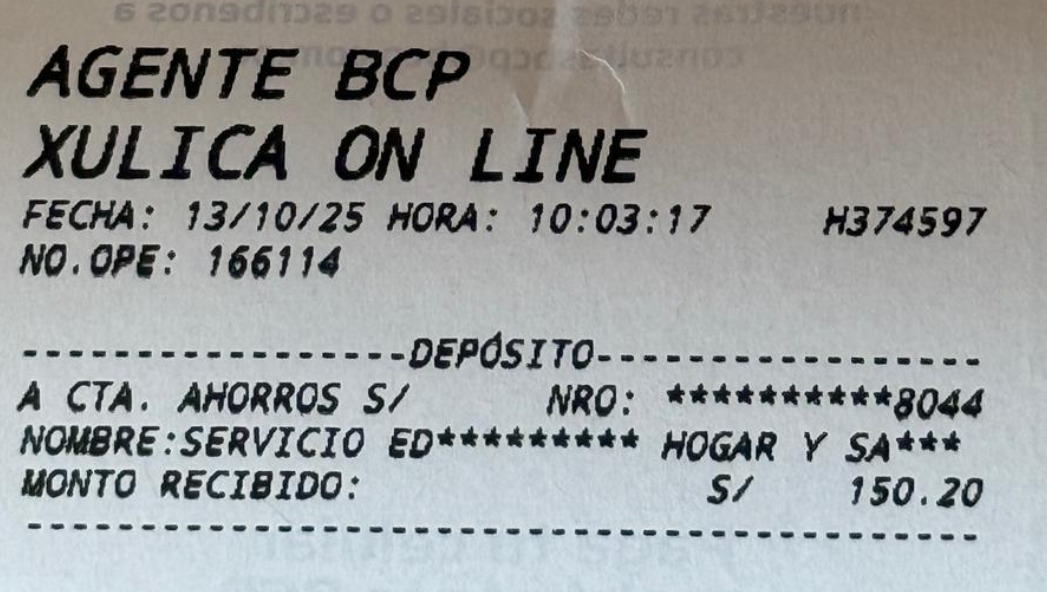 AGENTE BCP
XULICA ON LINE
FECHA: 13/10/25 HORA: 10:03:17 H374597
NO.OPE: 166114
------------------DEPÓSITO------------------
A CTA. AHORROS S/ NRO: **********8044
NOMBRE:SERVICIO ED********* HOGAR Y SA***
MONTO RECIBIDO: S/ 150.20
--------------------------------------------